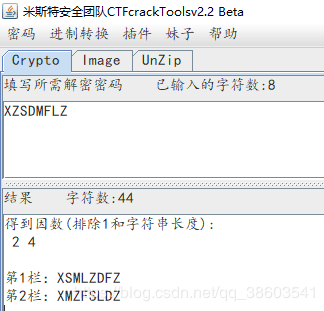 米斯特安全团队CTFcrackToolsv2.2 Beta
密码 进制转换 插件 妹子 帮助
Crypto Image UnZip
填写所需解密密码 已输入的字符数:8
XZSDMFLZ
结果 字符数:44
得到因数(排除1和字符串长度):
2 4
第1栏: XSMLZDFZ
第2栏: XMZFSLDZ
https://blog.csdn.net/qq_38603541